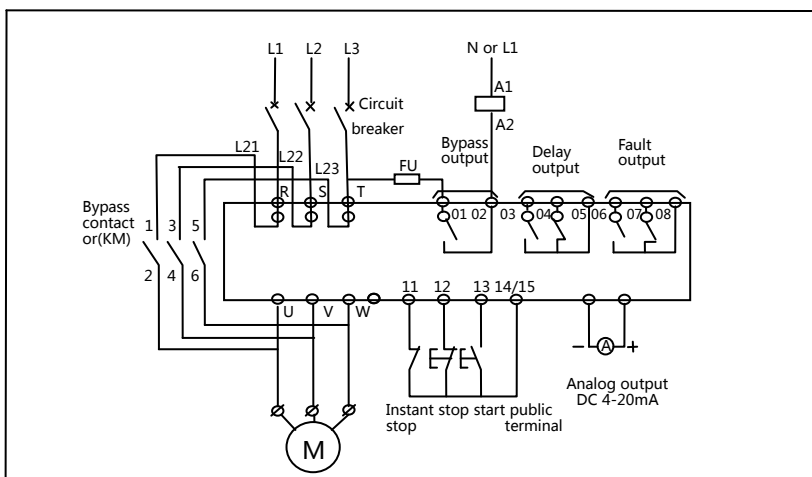 L1 L2 L3 N or L1
A1
Circuit
breaker
A2
L21
L22
L23
FU
Bypass
output
Delay
output
Fault
output
R S T
Bypass
contact
or(KM)
1 3 5
2 4 6
01 02 03 04 05 06 07 08
U V W
11 12 13 14/15
− A +
Analog output
DC 4-20mA
Instant stop start public
stop terminal
M